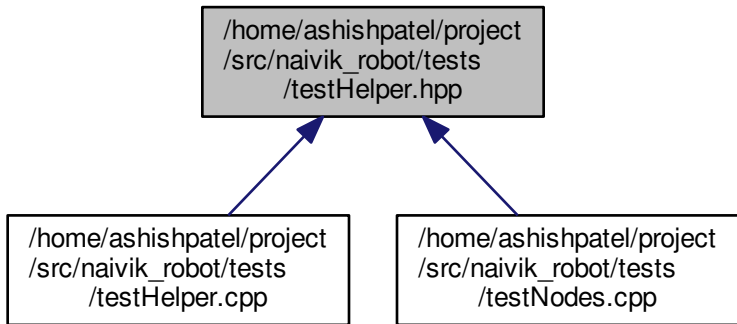 /home/ashishpatel/project
/src/naivik_robot/tests
/testHelper.hpp
/home/ashishpatel/project
/src/naivik_robot/tests
/testHelper.cpp
/home/ashishpatel/project
/src/naivik_robot/tests
/testNodes.cpp